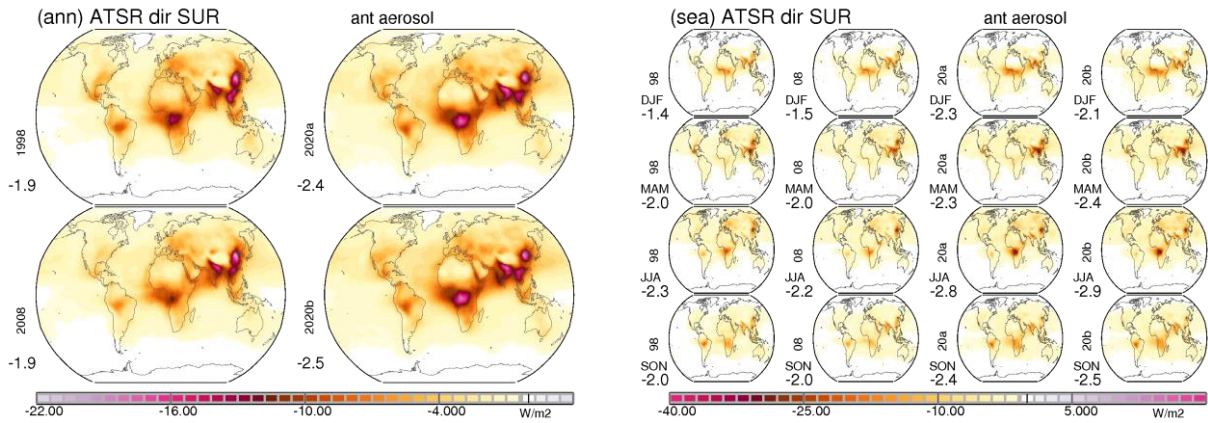 (ann) ATSR dir SUR ant aerosol
1998
-1.9
2020a
-2.4
2008
-1.9
2020b
-2.5
-22.00 -16.00 -10.00 -4.000 W/m2
(sea) ATSR dir SUR ant aerosol
98
DJF
-1.4
08
DJF
-1.5
20a
DJF
-2.3
20b
DJF
-2.1
98
MAM
-2.0
08
MAM
-2.0
20a
MAM
-2.3
20b
MAM
-2.4
98
JJA
-2.3
08
JJA
-2.2
20a
JJA
-2.8
20b
JJA
-2.9
98
SON
-2.0
08
SON
-2.0
20a
SON
-2.4
20b
SON
-2.5
-40.00 -25.00 -10.00 5.000 W/m2